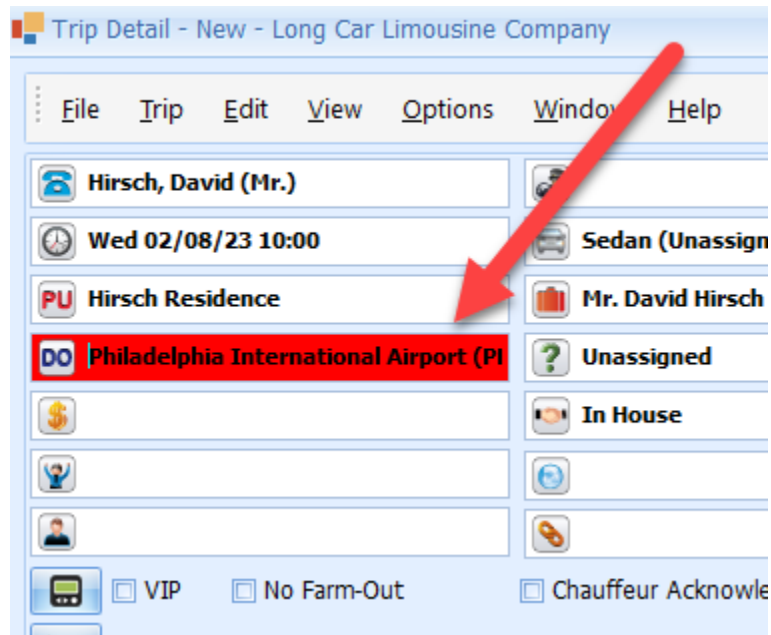 Trip Detail - New - Long Car Limousine Company
File Trip Edit View Options Window Help
Hirsch, David (Mr.)
Wed 02/08/23 10:00
Sedan (Unassign
PU Hirsch Residence
Mr. David Hirsch
DO Philadelphia International Airport (PI
? Unassigned
$
In House
VIP No Farm-Out Chauffeur Acknowle